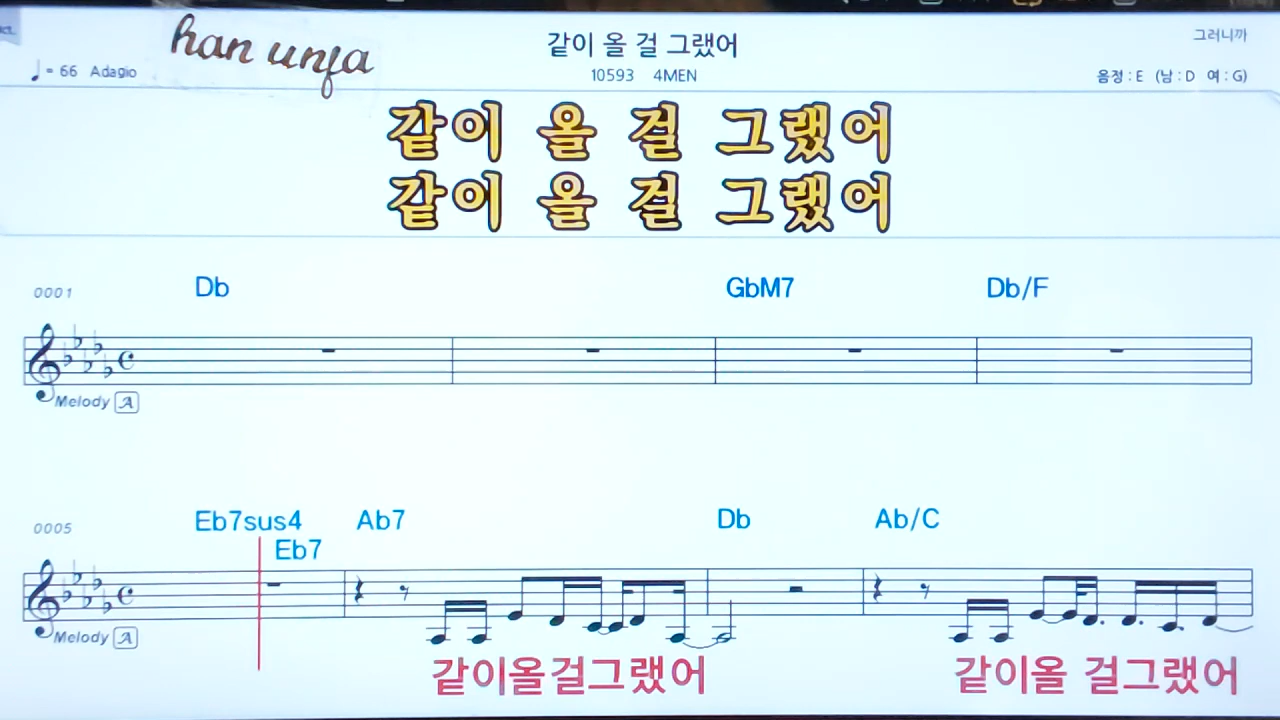 han unfa
같이 올 걸 그랬어
그러니까
♩= 66 Adagio
10593 4MEN
음정 : E (남 : D 여 : G)
같이 올 걸 그랬어
같이 올 걸 그랬어
0001
Db GbM7 Db/F
Melody A
0005
Eb7sus4 Ab7 Db Ab/C
Eb7
Melody A
같이올걸그랬어 같이올 걸그랬어